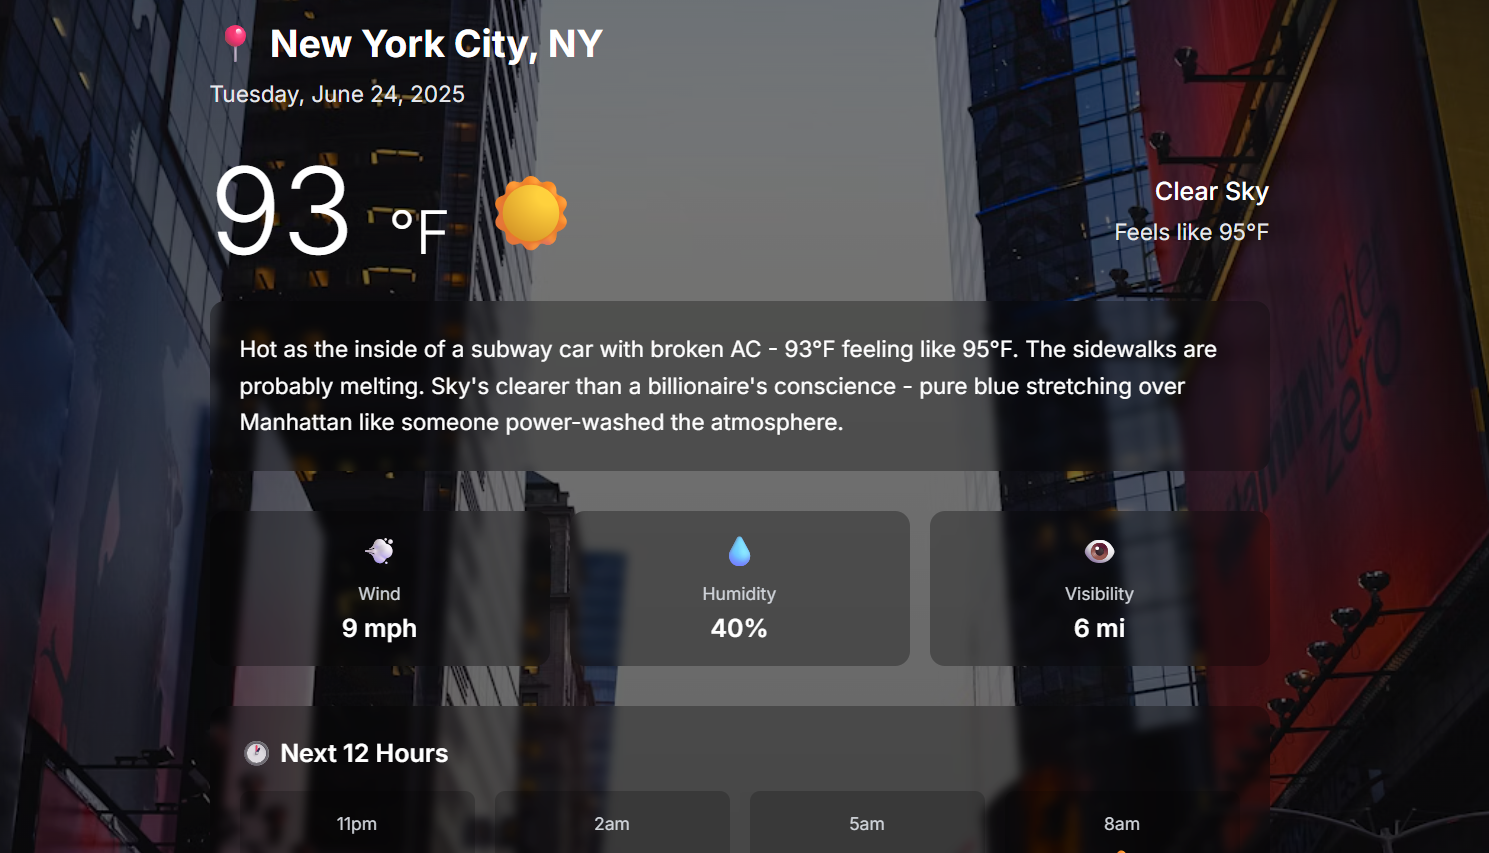 New York City, NY
Tuesday, June 24, 2025
93 °F
Clear Sky
Feels like 95°F
Hot as the inside of a subway car with broken AC - 93°F feeling like 95°F. The sidewalks are
probably melting. Sky's clearer than a billionaire's conscience - pure blue stretching over
Manhattan like someone power-washed the atmosphere.
Wind
9 mph
Humidity
40%
Visibility
6 mi
Next 12 Hours
11pm
2am
5am
8am
zero